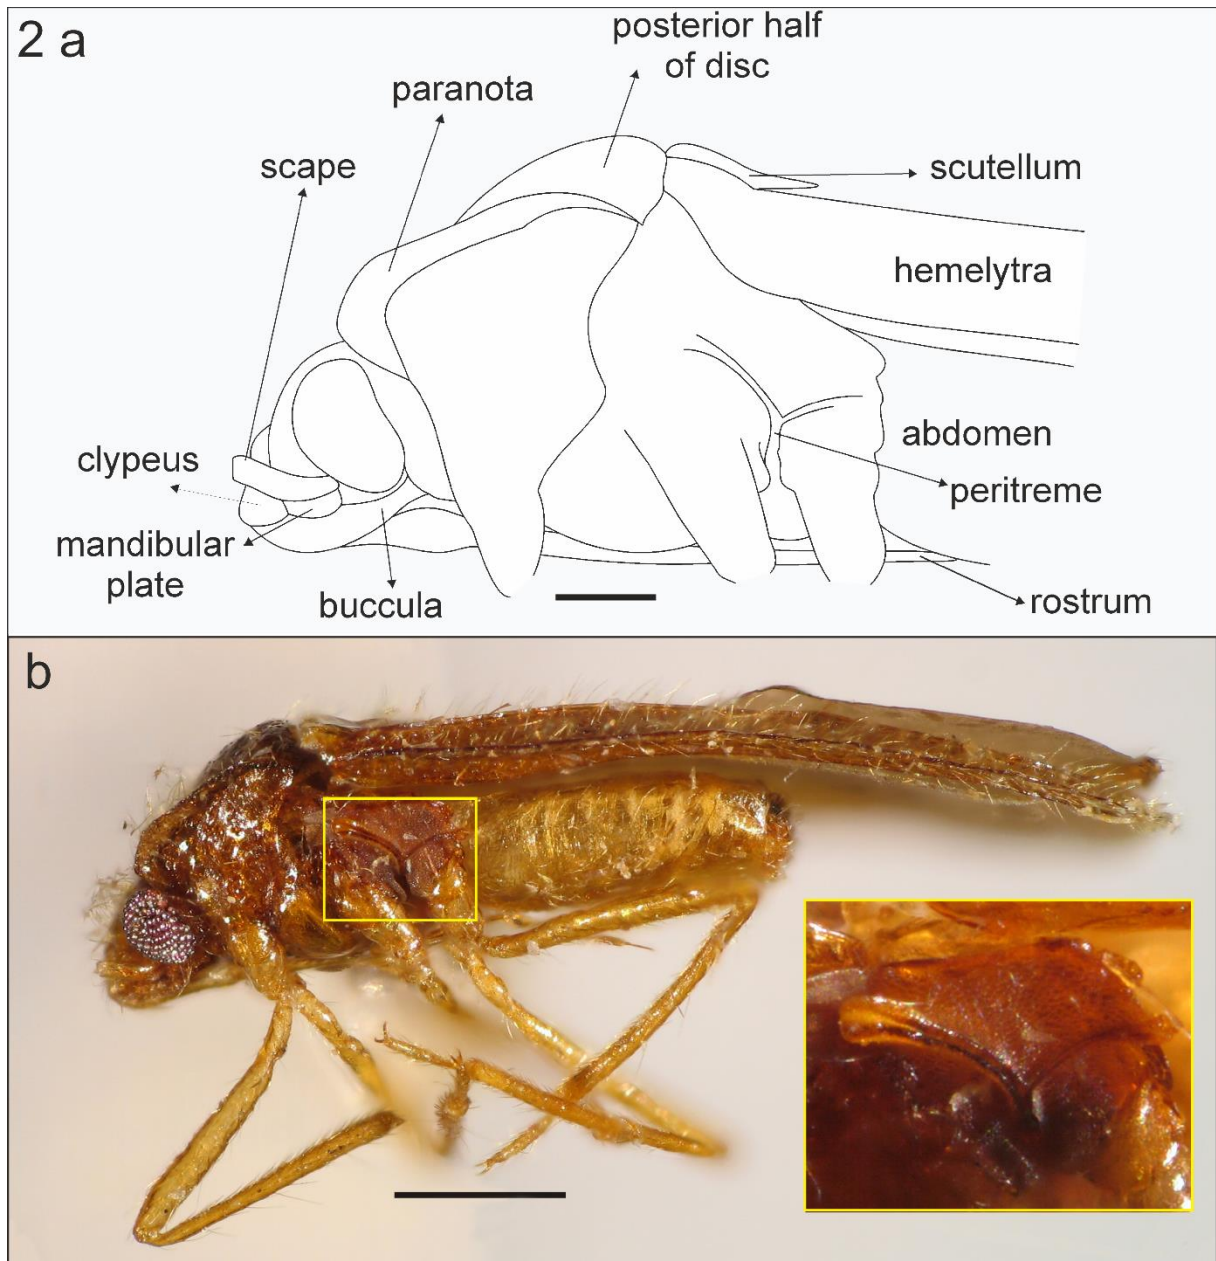 2 a
posterior half
of disc
paranota
scape
scutellum
hemelytra
clypeus
abdomen
peritreme
mandibular
plate
buccula
rostrum
b